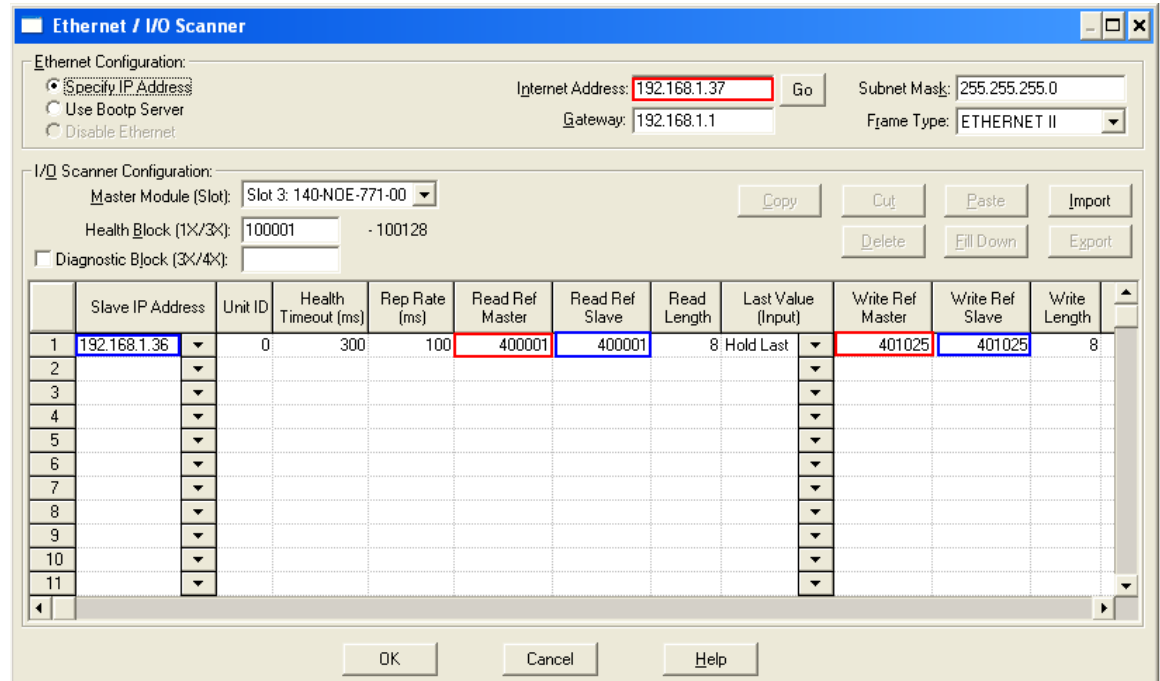 Ethernet / I/O Scanner
Ethernet Configuration:
Specify IP Address
Use Bootp Server
Disable Ethernet
Internet Address: 192.168.1.37 Go
Gateway: 192.168.1.1
Subnet Mask: 255.255.255.0
Frame Type: ETHERNET II
I/O Scanner Configuration:
Master Module (Slot): Slot 3: 140-NOE-771-00
Health Block (1X/3X): 100001 - 100128
Diagnostic Block (3X/4X):
Copy Cut Paste Import
Delete Fill Down Export
Slave IP Address Unit ID Health Timeout (ms) Rep Rate (ms) Read Ref Master Read Ref Slave Read Length Last Value (Input) Write Ref Master Write Ref Slave Write Length
1 192.168.1.36 0 300 100 400001 400001 8 Hold Last 401025 401025 8
2
3
4
5
6
7
8
9
10
11
OK Cancel Help